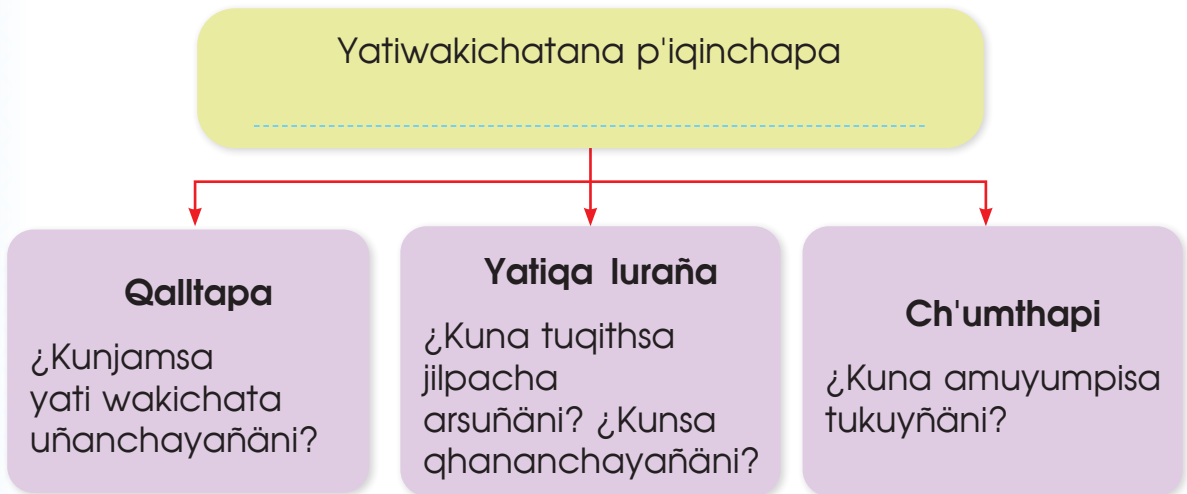 Yatiwakichatana p'iqinchapa
Qalltapa
¿Kunjamsa
yati wakichata
uñanchayañäni?
Yatiqa luraña
¿Kuna tuqithsa
jilpacha
arsuñäni? ¿Kunsa
qhananchayañäni?
Ch'umthapi
¿Kuna amuyumpisa
tukuyñäni?